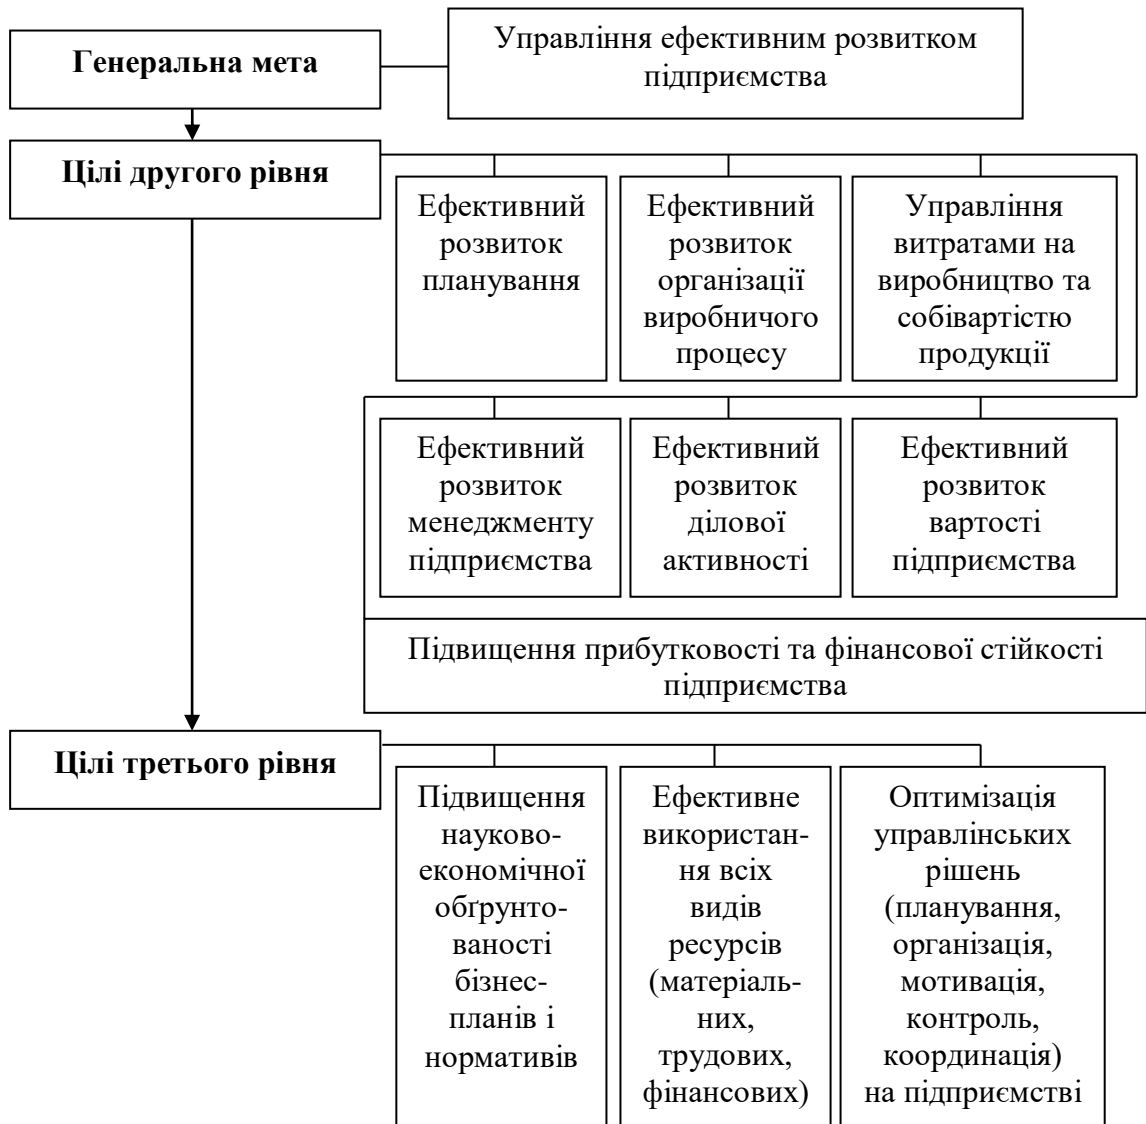 Генеральна мета
Управління ефективним розвитком
підприємства
Цілі другого рівня
Ефективний
розвиток
планування
Ефективний
розвиток
організації
виробничого
процесу
Управління
витратами на
виробництво та
собівартістю
продукції
Ефективний
розвиток
менеджменту
підприємства
Ефективний
розвиток
ділової
активності
Ефективний
розвиток
вартості
підприємства
Підвищення прибутковості та фінансової стійкості
підприємства
Цілі третього рівня
Підвищення
науково-
економічної
обґрунто-
ваності
бізнес-
планів і
нормативів
Ефективне
використан-
ня всіх
видів
ресурсів
(матеріаль-
них,
трудових,
фінансових)
Оптимізація
управлінських
рішень
(планування,
організація,
мотивація,
контроль,
координація)
на підприємстві